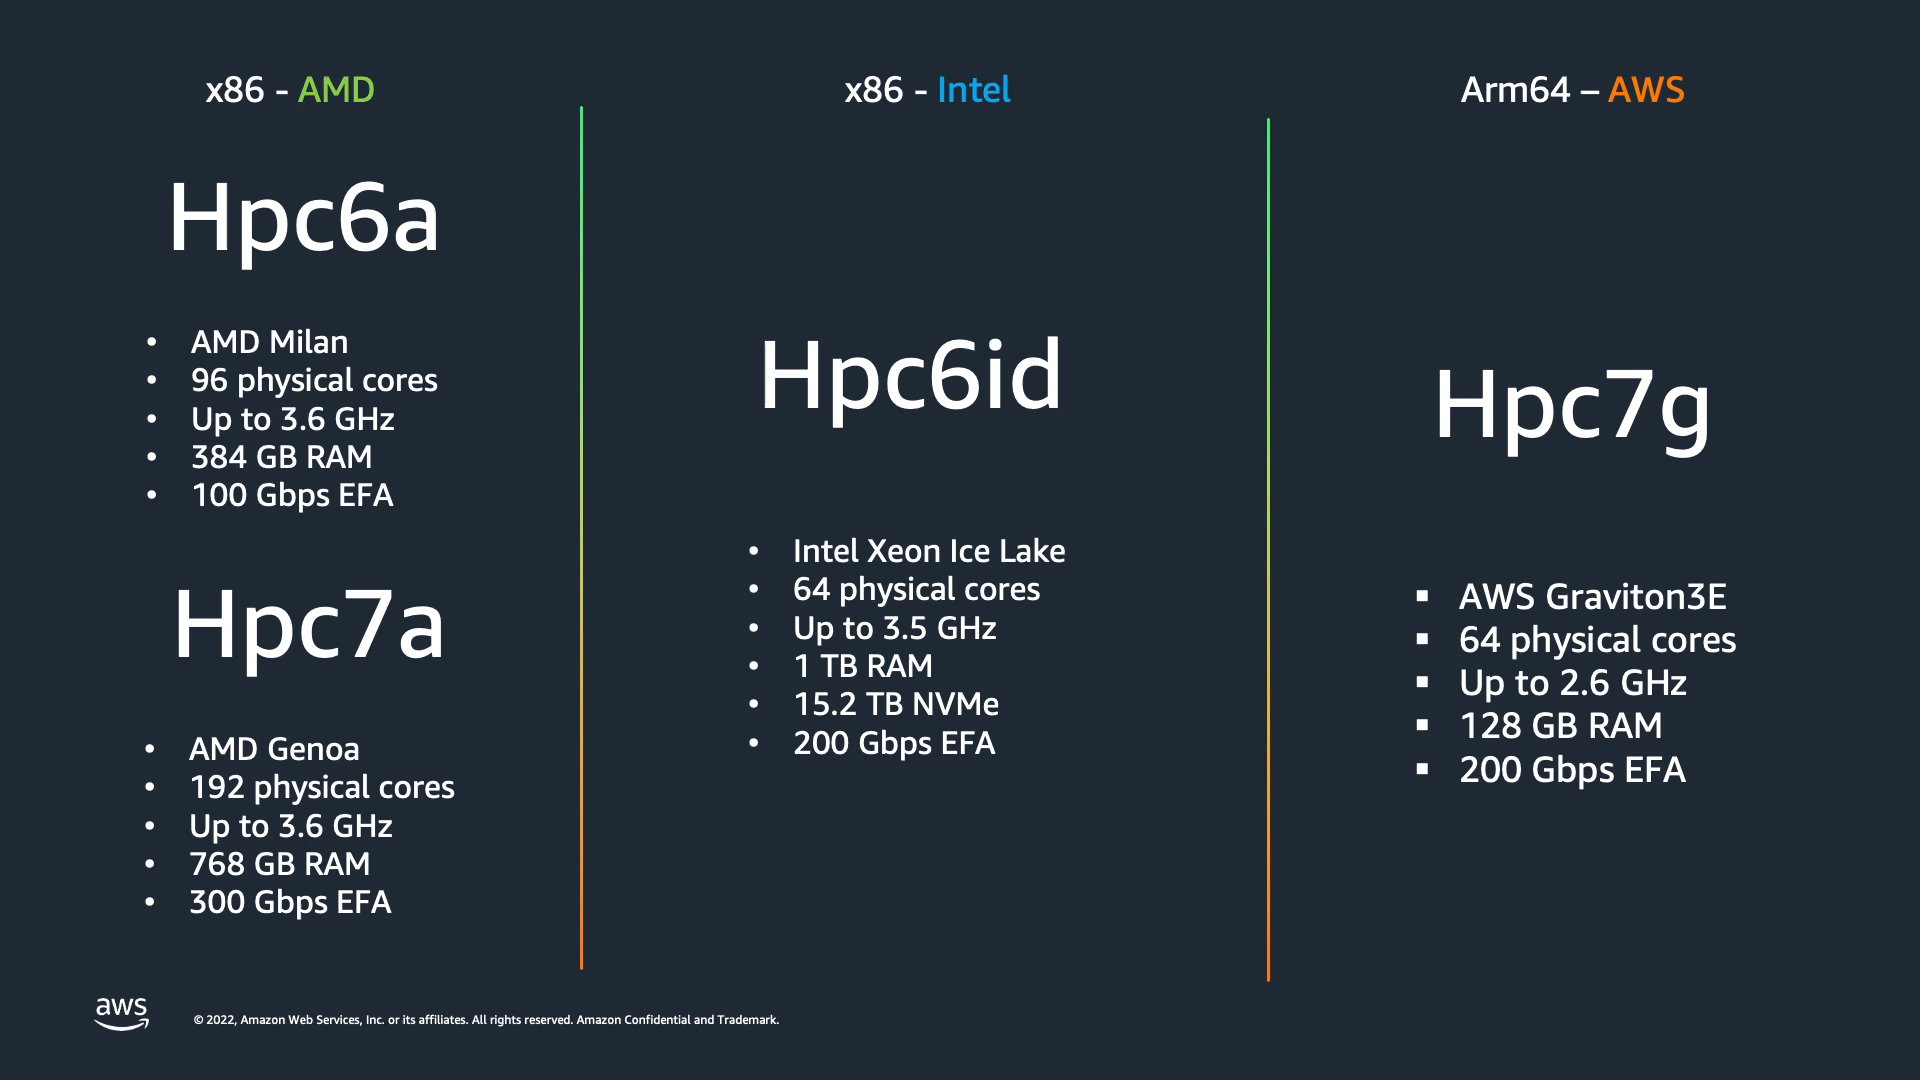 x86 - AMD
Hpc6a
• AMD Milan
• 96 physical cores
• Up to 3.6 GHz
• 384 GB RAM
• 100 Gbps EFA
Hpc7a
• AMD Genoa
• 192 physical cores
• Up to 3.6 GHz
• 768 GB RAM
• 300 Gbps EFA
x86 - Intel
Hpc6id
• Intel Xeon Ice Lake
• 64 physical cores
• Up to 3.5 GHz
• 1 TB RAM
• 15.2 TB NVMe
• 200 Gbps EFA
Arm64 – AWS
Hpc7g
▪ AWS Graviton3E
▪ 64 physical cores
▪ Up to 2.6 GHz
▪ 128 GB RAM
▪ 200 Gbps EFA
aws
© 2022, Amazon Web Services, Inc. or its affiliates. All rights reserved. Amazon Confidential and Trademark.